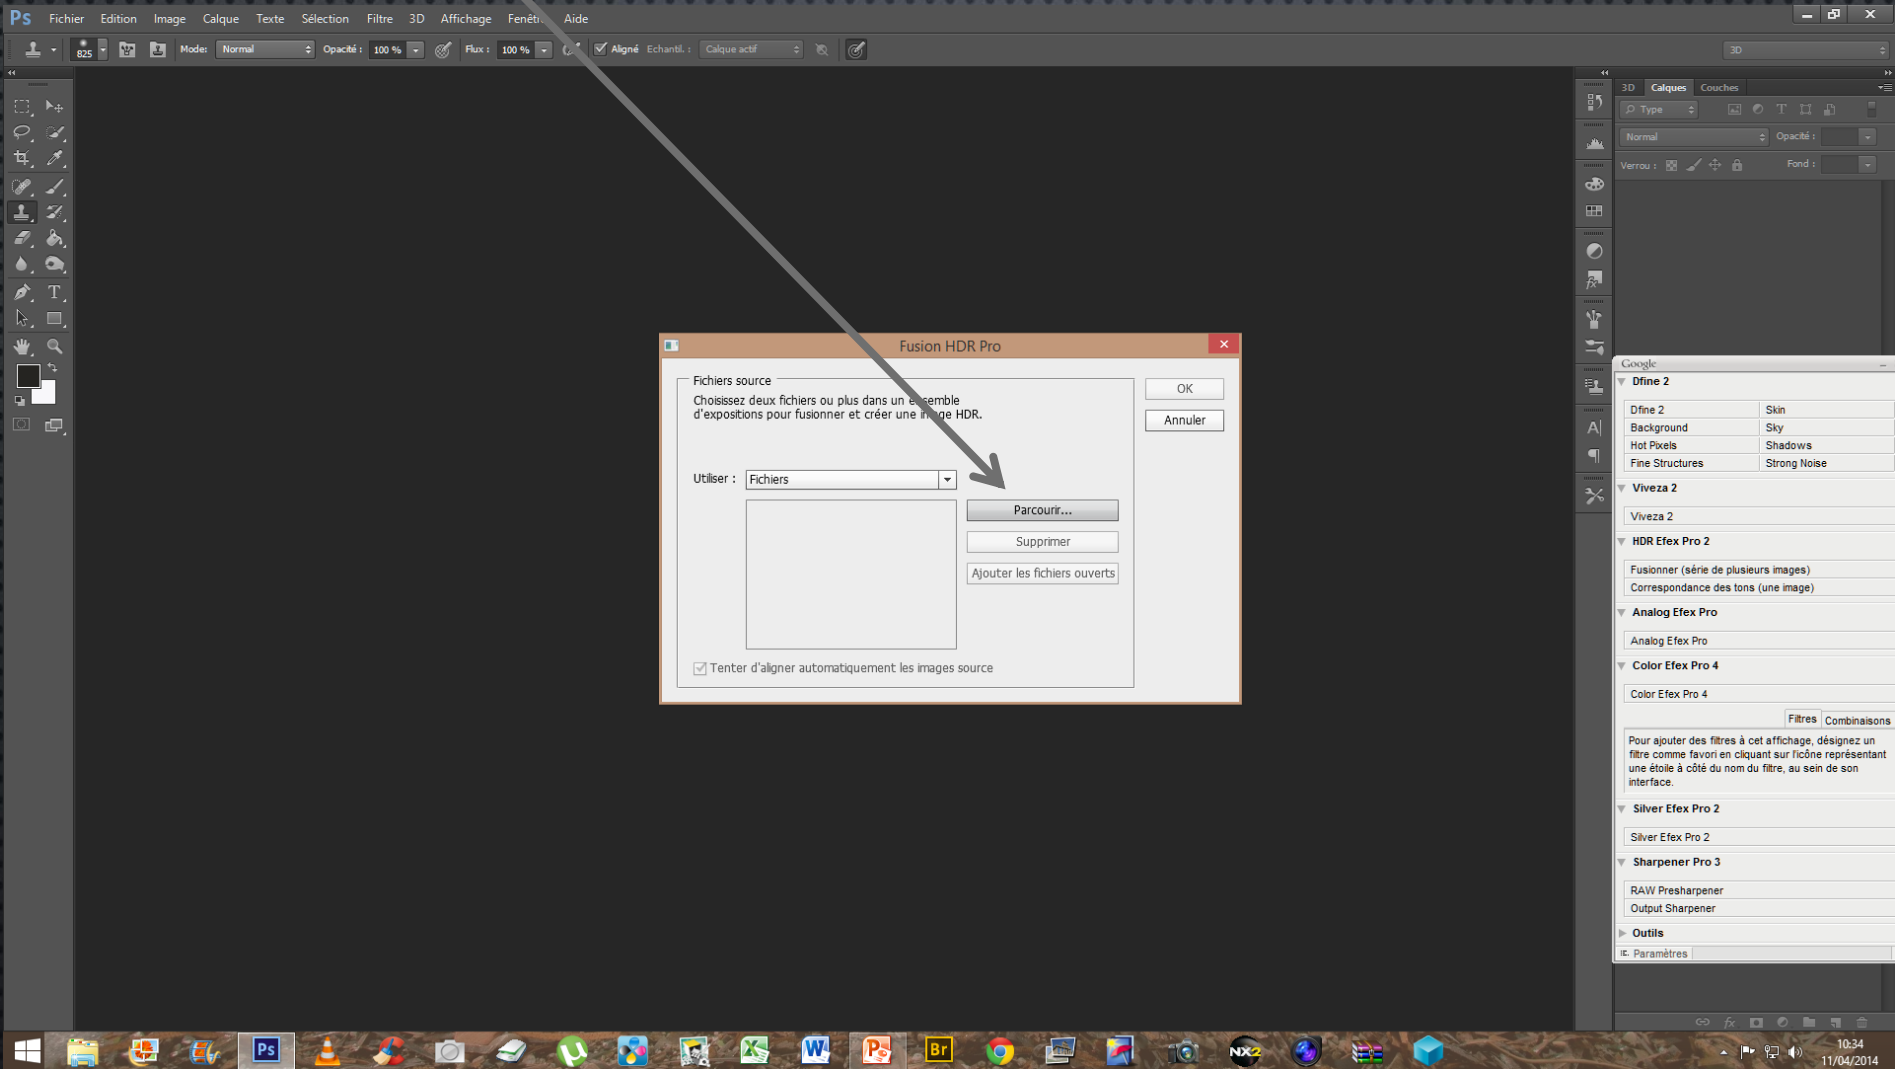 Ps Fichier Edition Image Calque Texte Sélection Filtre 3D Affichage Fenêtre Aide
825 Mode: Normal Opacité : 100 % Flux : 100 % Aligné Echantil. : Calque actif 3D
3D Calques Couches
Type
Normal Opacité :
Verrou : Fond :
Fusion HDR Pro
Fichiers source
Choisissez deux fichiers ou plus dans un ensemble
d'expositions pour fusionner et créer une image HDR.
OK
Annuler
Utiliser : Fichiers
Parcourir...
Supprimer
Ajouter les fichiers ouverts
Tenter d'aligner automatiquement les images source
Google
Dfine 2
Dfine 2 Skin
Background Sky
Hot Pixels Shadows
Fine Structures Strong Noise
Viveza 2
Viveza 2
HDR Efex Pro 2
Fusionner (série de plusieurs images)
Correspondance des tons (une image)
Analog Efex Pro
Analog Efex Pro
Color Efex Pro 4
Color Efex Pro 4
Filtres Combinaisons
Pour ajouter des filtres à cet affichage, désignez un
filtre comme favori en cliquant sur l'icône représentant
une étoile à côté du nom du filtre, au sein de son
interface.
Silver Efex Pro 2
Silver Efex Pro 2
Sharpener Pro 3
RAW Presharpener
Output Sharpener
Outils
Paramètres
Ps Br NX2
10:34
11/04/2014